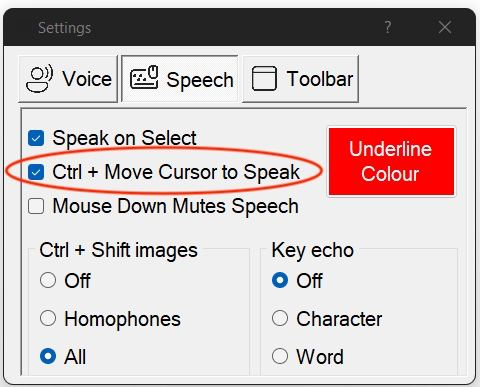 Settings
?
Voice
Speech
Toolbar
Speak on Select
Ctrl + Move Cursor to Speak
Mouse Down Mutes Speech
Underline
Colour
Ctrl + Shift images
Off
Homophones
All
Key echo
Off
Character
Word